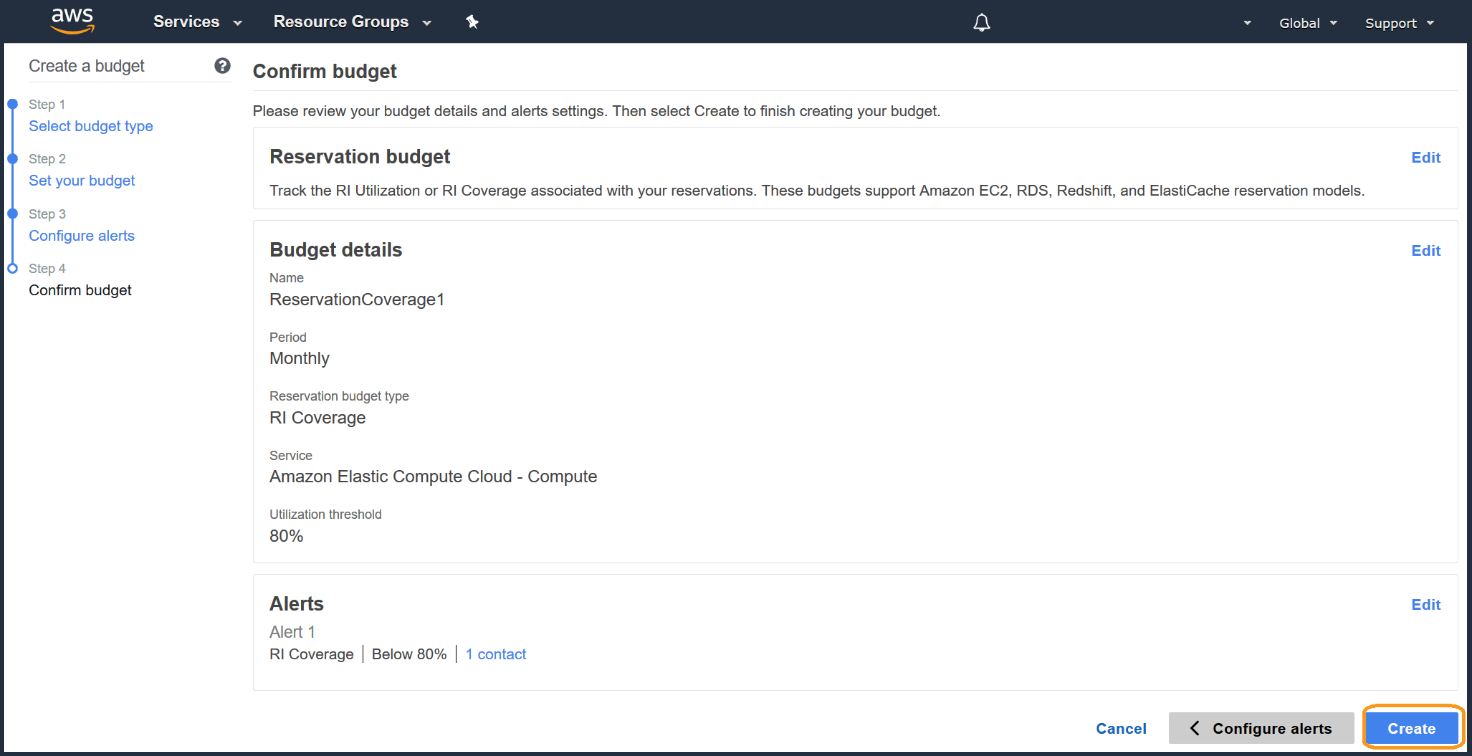 aws Services Resource Groups Global Support
Create a budget ?
Step 1
Select budget type
Step 2
Set your budget
Step 3
Configure alerts
Step 4
Confirm budget
Confirm budget
Please review your budget details and alerts settings. Then select Create to finish creating your budget.
Reservation budget Edit
Track the RI Utilization or RI Coverage associated with your reservations. These budgets support Amazon EC2, RDS, Redshift, and ElastiCache reservation models.
Budget details Edit
Name
ReservationCoverage1
Period
Monthly
Reservation budget type
RI Coverage
Service
Amazon Elastic Compute Cloud - Compute
Utilization threshold
80%
Alerts Edit
Alert 1
RI Coverage | Below 80% | 1 contact
Cancel Configure alerts Create